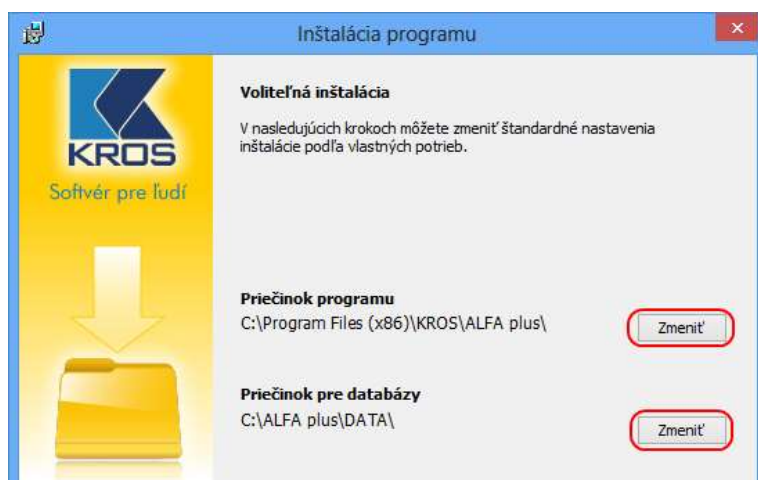 Inštalácia programu
KROS
Softvér pre ľudí
Voliteľná inštalácia
V nasledujúcich krokoch môžete zmeniť štandardné nastavenia
inštalácie podľa vlastných potrieb.
Priečinok programu
C:\Program Files (x86)\KROS\ALFA plus\
Zmeniť
Priečinok pre databázy
C:\ALFA plus\DATA\
Zmeniť